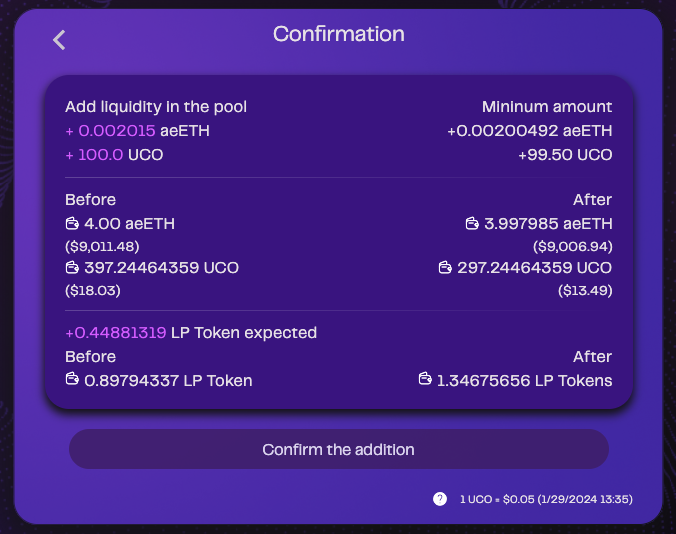 Confirmation
Add liquidity in the pool Mininum amount
+ 0.002015 aeETH +0.00200492 aeETH
+ 100.0 UCO +99.50 UCO
Before After
4.00 aeETH 3.997985 aeETH
($9,011.48) ($9,006.94)
397.24464359 UCO 297.24464359 UCO
($18.03) ($13.49)
+0.44881319 LP Token expected
Before After
0.89794337 LP Token 1.34675656 LP Tokens
Confirm the addition
? 1 UCO = $0.05 (1/29/2024 13:35)